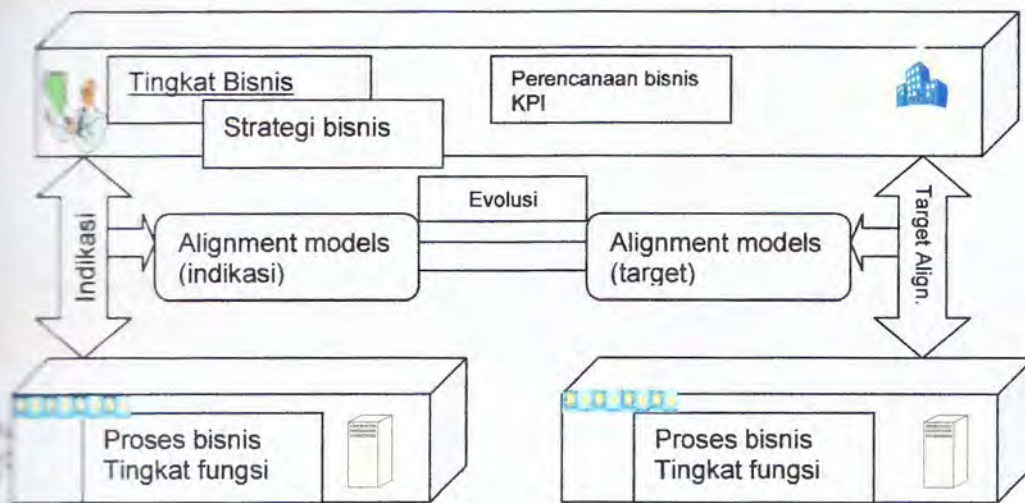 Tingkat Bisnis
Strategi bisnis
Perencanaan bisnis
KPI
Indikasi
Alignment models
(indikasi)
Evolusi
Alignment models
(target)
Target Align.
Proses bisnis
Tingkat fungsi
Proses bisnis
Tingkat fungsi